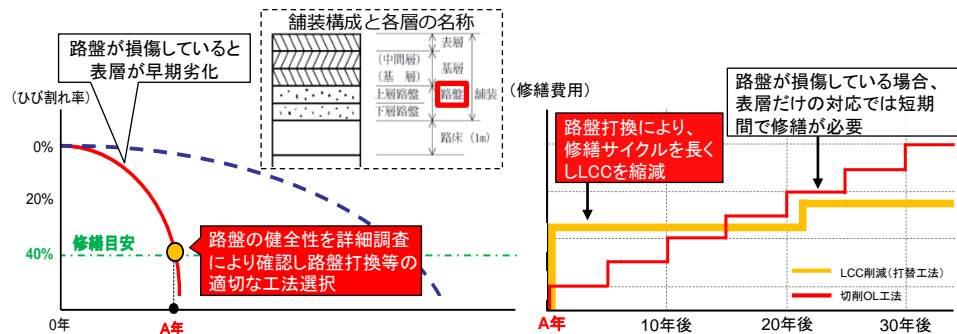 舗装構成と各層の名称
路盤が損傷していると
表層が早期劣化
(ひび割れ率)
0%
20%
40%
修繕目安
0年
A年
表層
(中間層)
(基 層)
基層
上層路盤
下層路盤
路盤
舗装
路床 (1m)
路盤の健全性を詳細調査
により確認し路盤打換等の
適切な工法選択
(修繕費用)
路盤打換により、
修繕サイクルを長く
しLCCを縮減
路盤が損傷している場合、
表層だけの対応では短期
間で修繕が必要
LCC削減(打替工法)
切削OL工法
A年
10年後
20年後
30年後